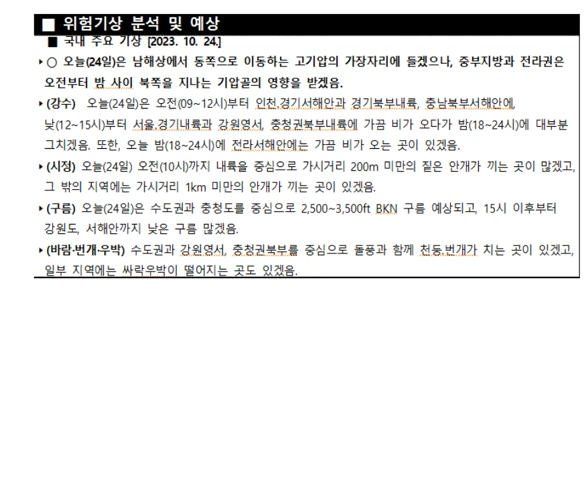 ■ 위험기상 분석 및 예상
■ 국내 주요 기상 [2023. 10. 24.]
▸○ 오늘(24일)은 남해상에서 동쪽으로 이동하는 고기압의 가장자리에 들겠으나, 중부지방과 전라권은
오전부터 밤 사이 북쪽을 지나는 기압골의 영향을 받겠음.
▸(강수) 오늘(24일)은 오전(09~12시)부터 인천.경기서해안과 경기북부내륙, 충남북부서해안에,
낮(12~15시)부터 서울.경기내륙과 강원영서, 충청권북부내륙에 가끔 비가 오다가 밤(18~24시)에 대부분
그치겠음. 또한, 오늘 밤(18~24시)에 전라서해안에는 가끔 비가 오는 곳이 있겠음.
▸(시정) 오늘(24일) 오전(10시)까지 내륙을 중심으로 가시거리 200m 미만의 짙은 안개가 끼는 곳이 많겠고,
그 밖의 지역에는 가시거리 1km 미만의 안개가 끼는 곳이 있겠음.
▸(구름) 오늘(24일)은 수도권과 충청도를 중심으로 2,500~3,500ft BKN 구름 예상되고, 15시 이후부터
강원도, 서해안까지 낮은 구름 많겠음.
▸(바람·번개·우박) 수도권과 강원영서, 충청권북부를 중심으로 돌풍과 함께 천둥.번개가 치는 곳이 있겠고,
일부 지역에는 싸락우박이 떨어지는 곳도 있겠음.